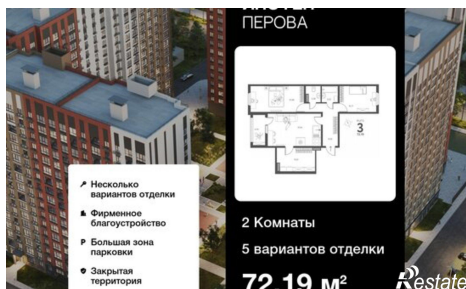 ПЕРОВА
3
2 Комнаты
5 вариантов отделки
72.19 м²
Несколько
вариантов отделки
Фирменное
благоустройство
P Большая зона
парковки
Закрытая
территория
Restate